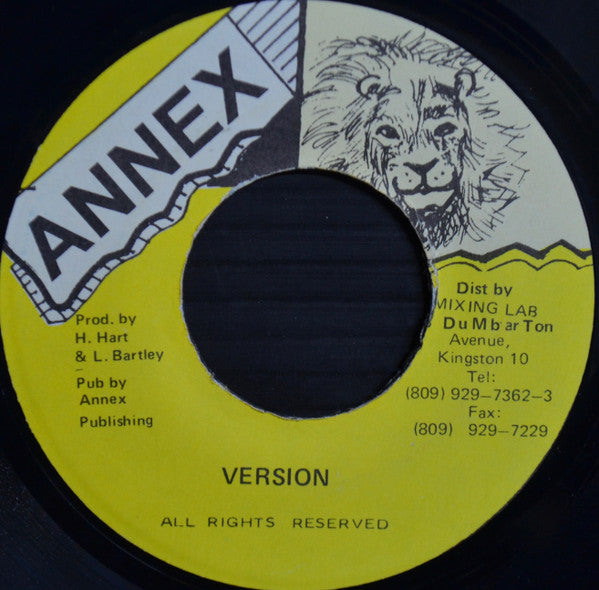 ANNEX
Prod. by
H. Hart
& L. Bartley
Pub by
Annex
Publishing
Dist by
MIXING LAB
DuMbarTon
Avenue,
Kingston 10
Tel:
(809) 929-7362-3
Fax:
(809) 929-7229
VERSION
ALL RIGHTS RESERVED